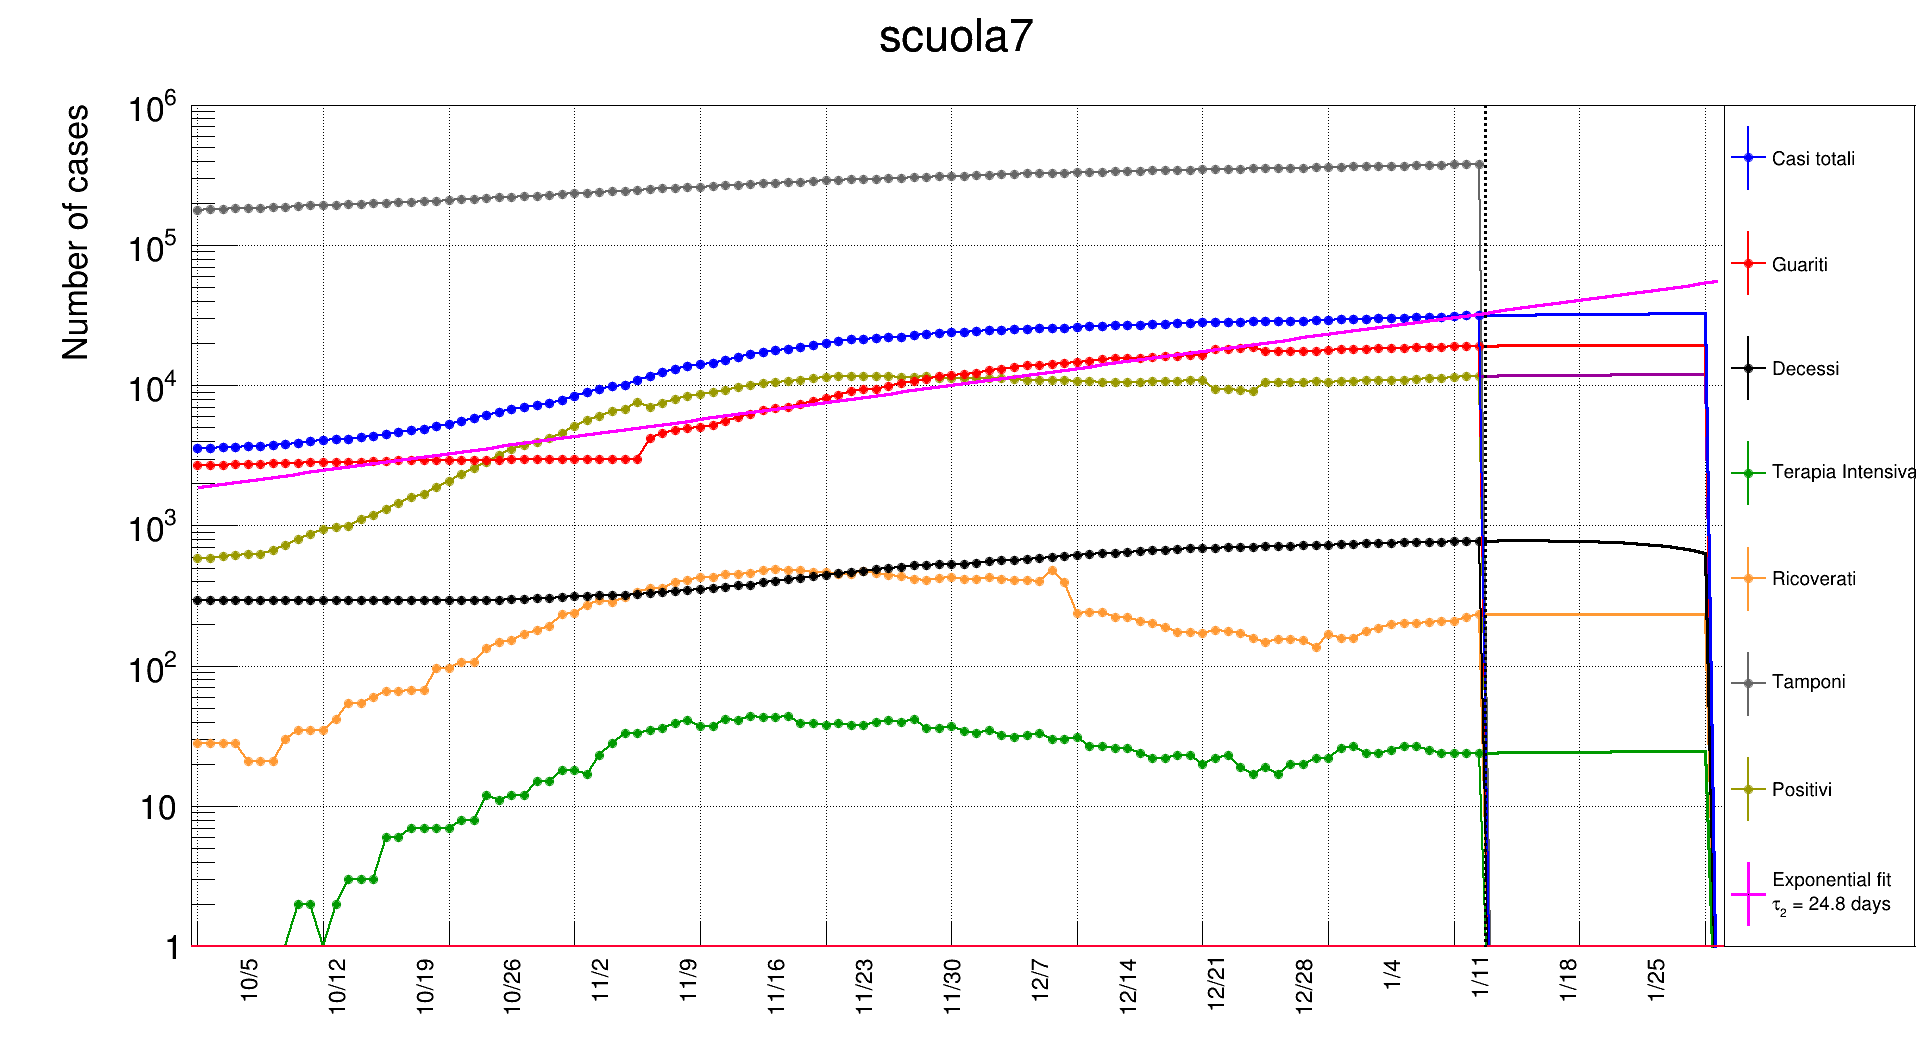 scuola7
Number of cases
10^6
10^5
10^4
10^3
10^2
10
1
10/5
10/12
10/19
10/26
11/2
11/9
11/16
11/23
11/30
12/7
12/14
12/21
12/28
1/4
1/11
1/18
1/25
Casi totali
Guariti
Decessi
Terapia Intensiva
Ricoverati
Tamponi
Positivi
Exponential fit
τ₂ = 24.8 days